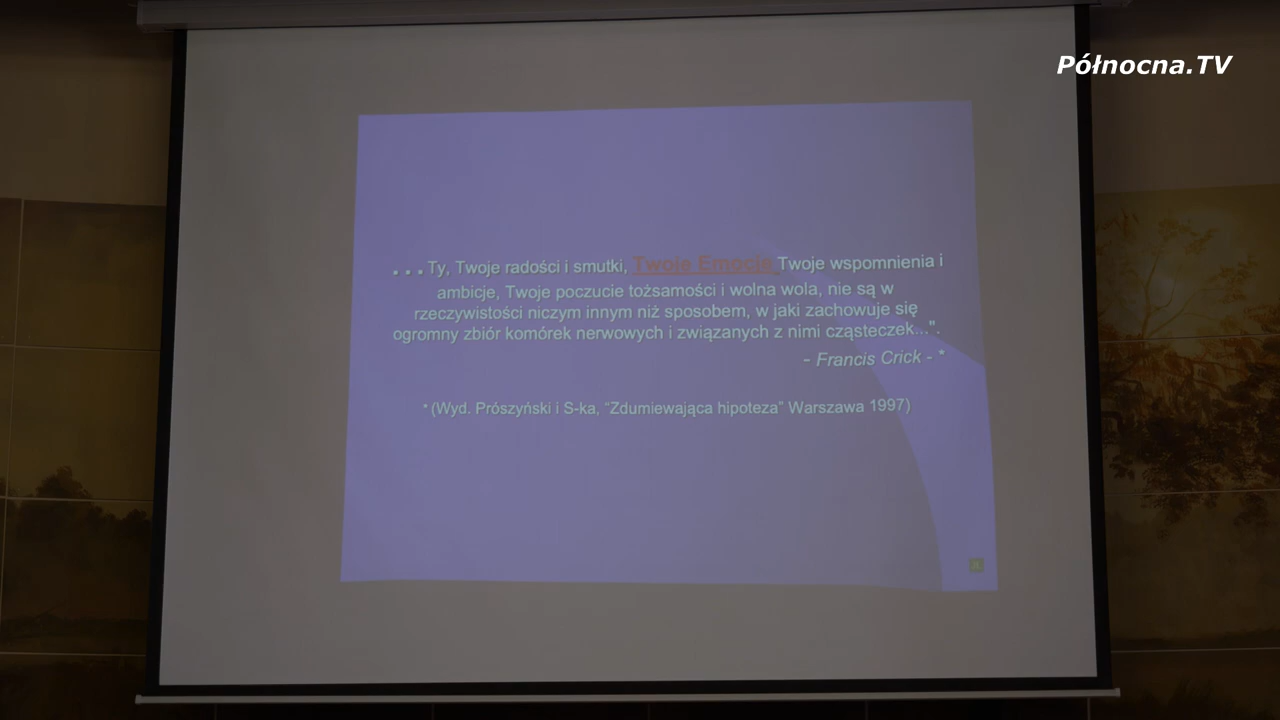 Północna.TV
...Ty, Twoje radości i smutki, Twoje Emocje Twoje wspomnienia i
ambicje, Twoje poczucie tożsamości i wolna wola, nie są w
rzeczywistości niczym innym niż sposobem, w jaki zachowuje się
ogromny zbiór komórek nerwowych i związanych z nimi cząsteczek...".
- Francis Crick - *
* (Wyd. Prószyński i S-ka, "Zdumiewająca hipoteza" Warszawa 1997)